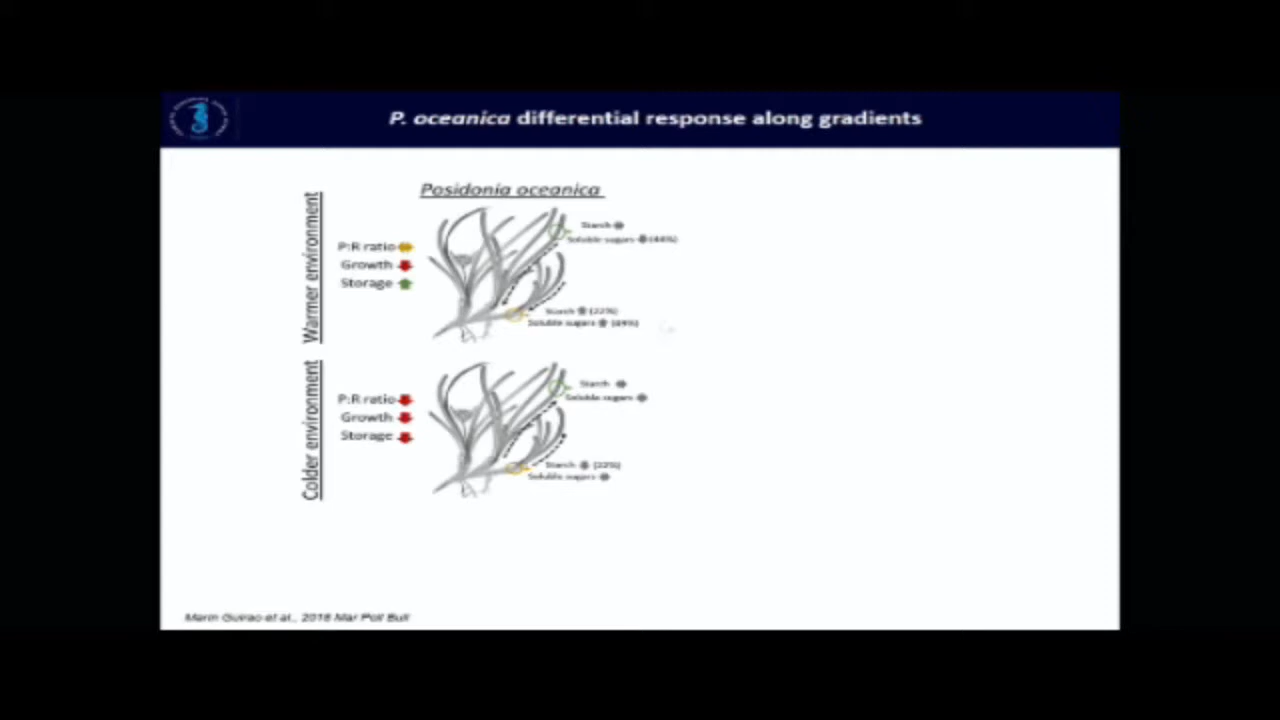 P. oceanica differential response along gradients
Posidonia oceanica
Warmer environment
P:R ratio
Growth
Storage
Starch
Soluble sugars (44%)
Starch (22%)
Soluble sugars (49%)
Colder environment
P:R ratio
Growth
Storage
Starch
Soluble sugars
Starch (22%)
Soluble sugars
Marin Guirao et al., 2018 Mar Poll Bull